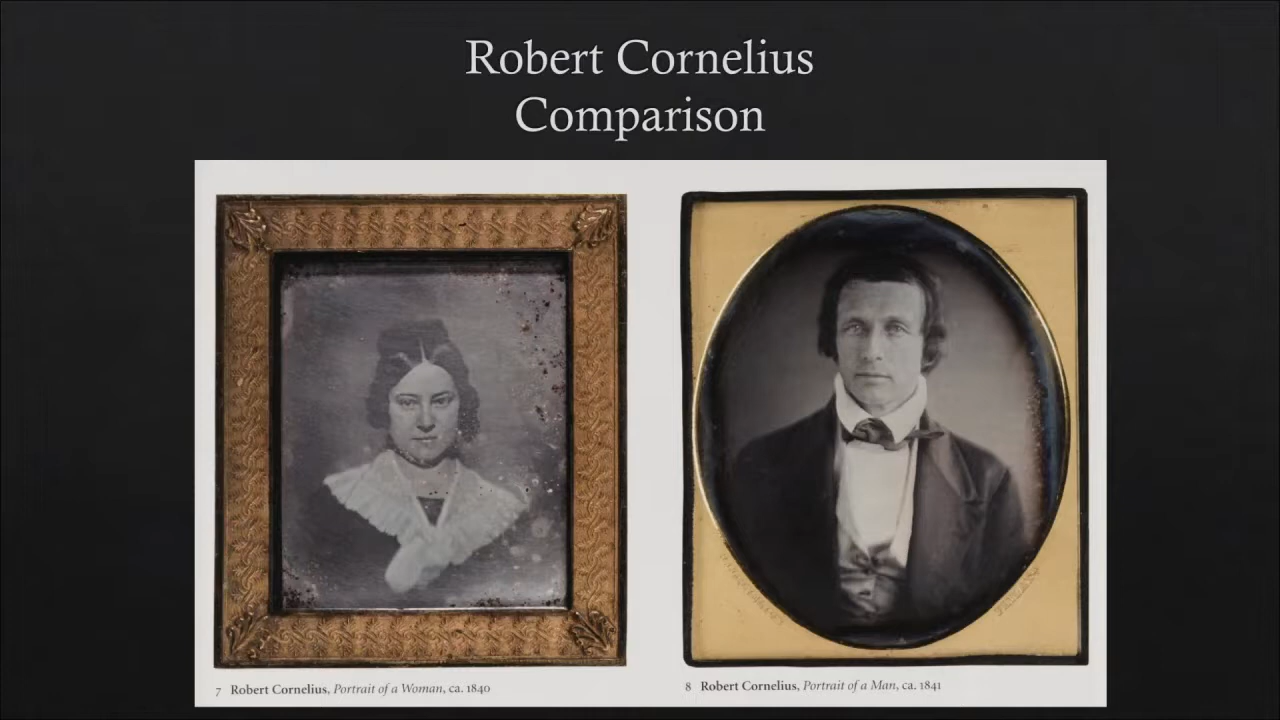 Robert Cornelius
Comparison
7 Robert Cornelius, Portrait of a Woman, ca. 1840
8 Robert Cornelius, Portrait of a Man, ca. 1841